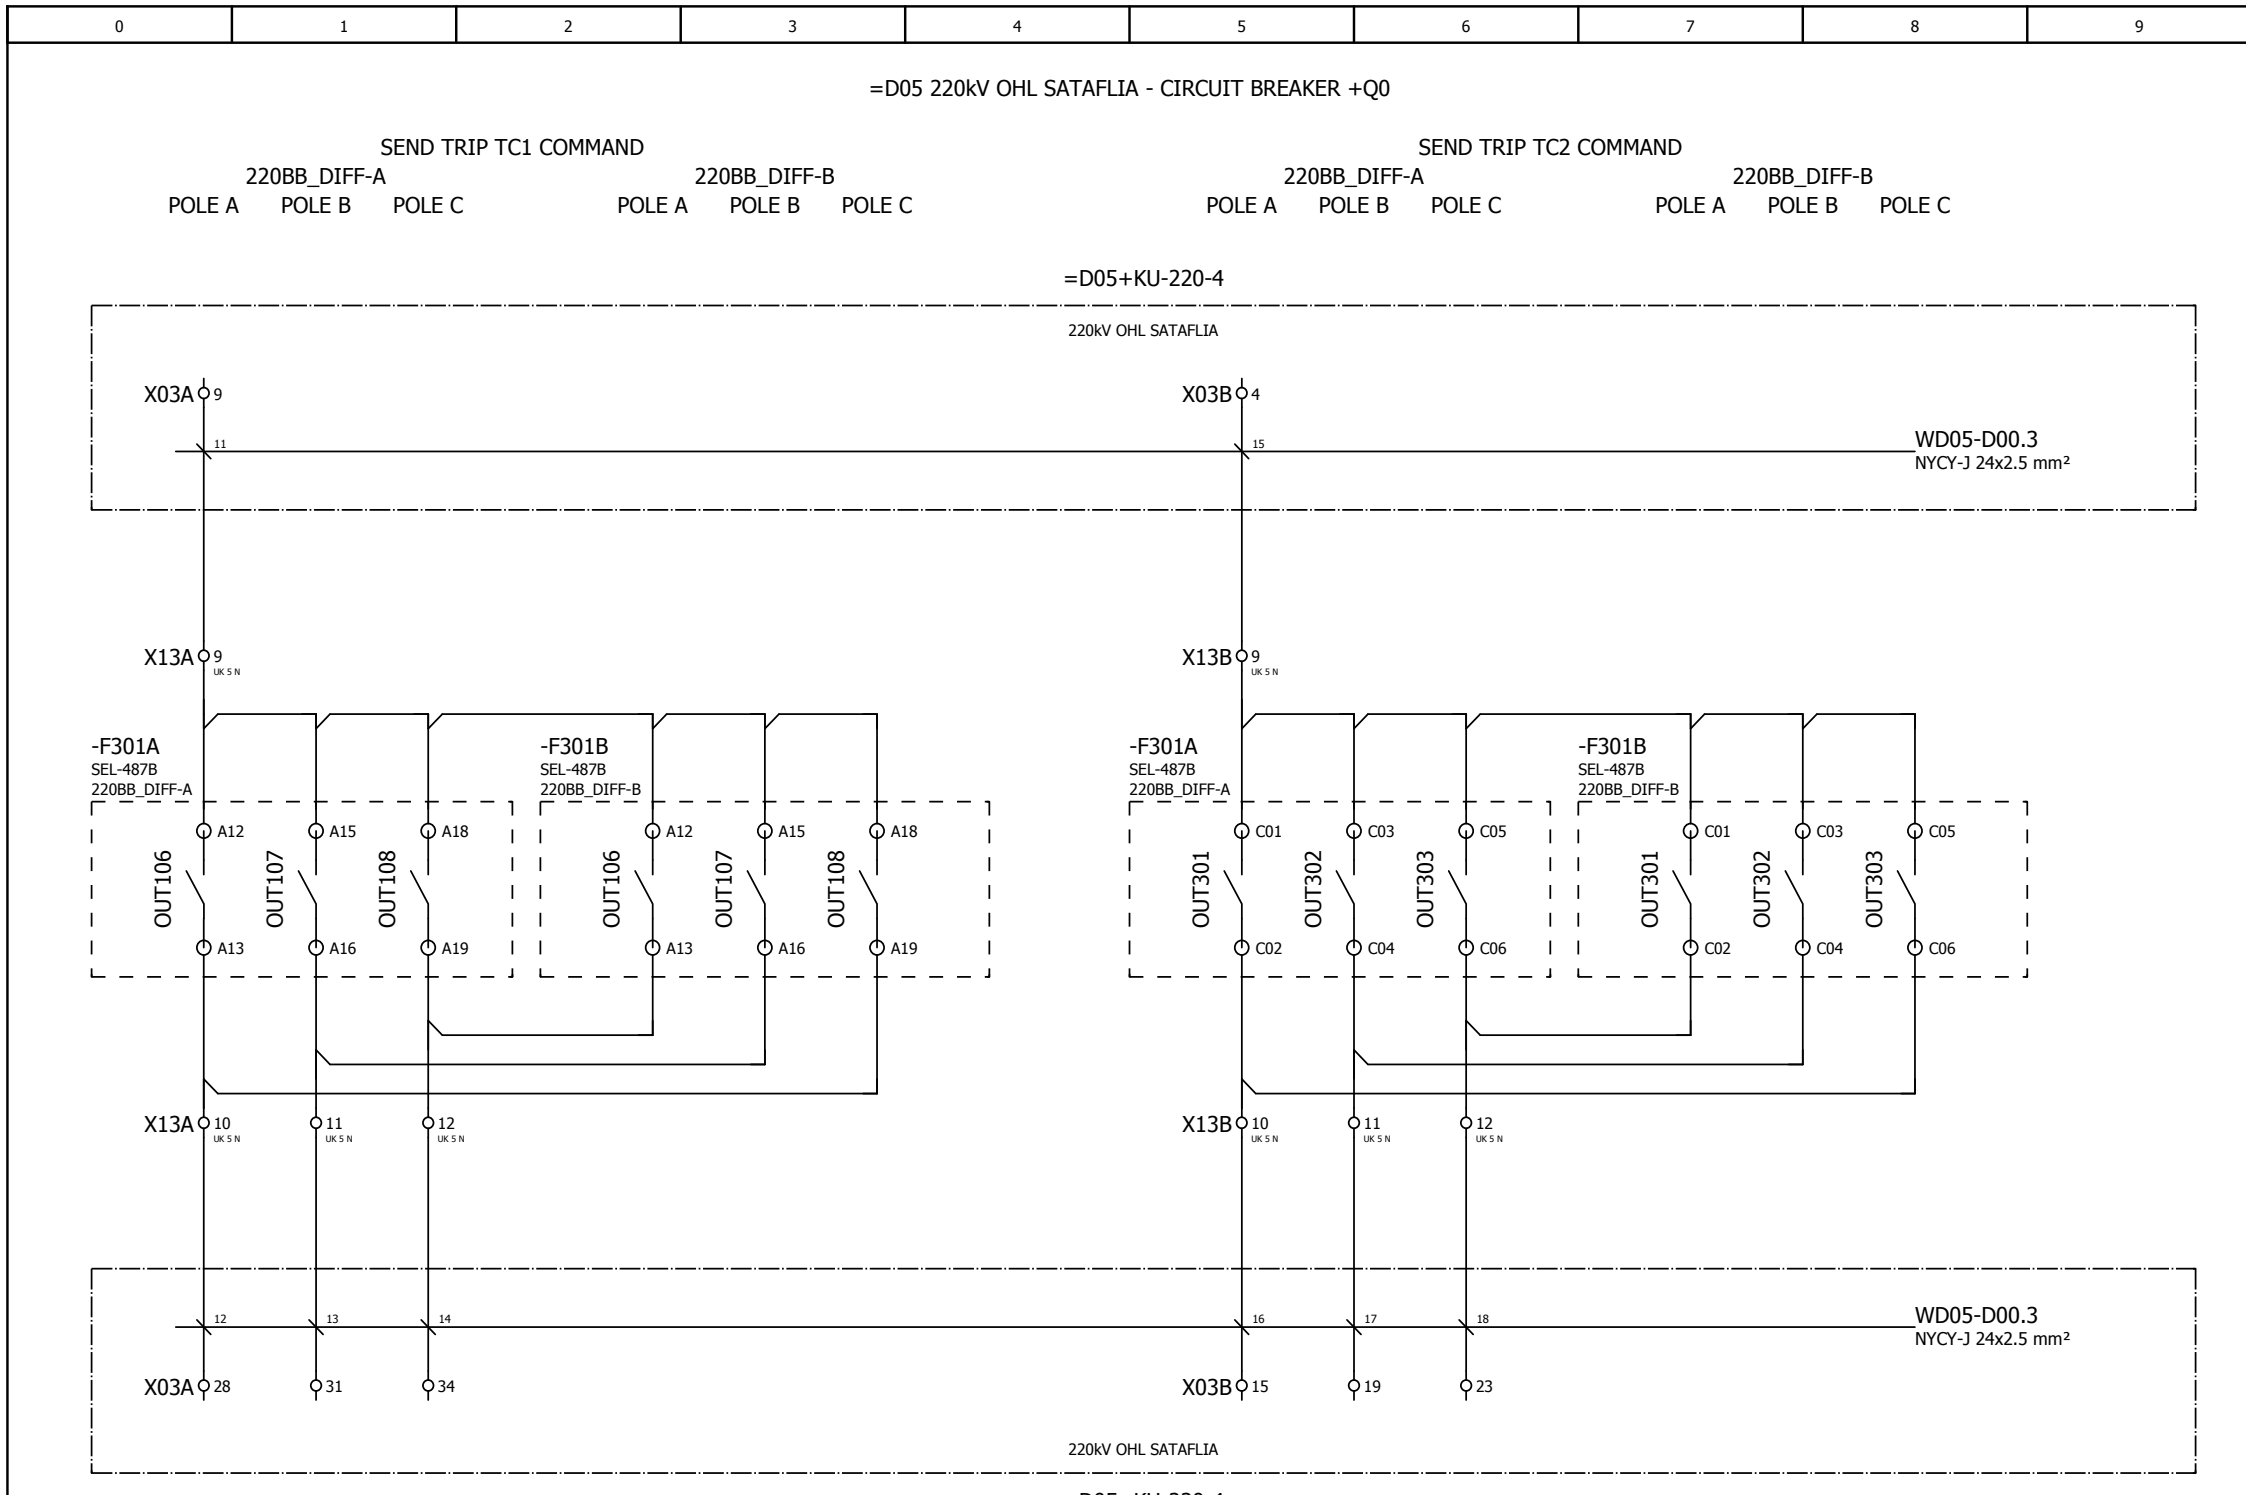 0 1 2 3 4 5 6 7 8 9
=D05 220kV OHL SATAFLIA - CIRCUIT BREAKER +Q0
SEND TRIP TC1 COMMAND SEND TRIP TC2 COMMAND
220BB_DIFF-A 220BB_DIFF-B 220BB_DIFF-A 220BB_DIFF-B
POLE A POLE B POLE C POLE A POLE B POLE C POLE A POLE B POLE C POLE A POLE B POLE C
=D05+KU-220-4
220kV OHL SATAFLIA
X03A 9 X03B 4
11 15 WD05-D00.3
NYCY-J 24x2.5 mm²
X13A 9 X13B 9
UK 5 N UK 5 N
-F301A -F301B -F301A -F301B
SEL-487B SEL-487B SEL-487B SEL-487B
220BB_DIFF-A 220BB_DIFF-B 220BB_DIFF-A 220BB_DIFF-B
A12 A15 A18 A12 A15 A18 C01 C03 C05 C01 C03 C05
OUT106 OUT107 OUT108 OUT106 OUT107 OUT108 OUT301 OUT302 OUT303 OUT301 OUT302 OUT303
A13 A16 A19 A13 A16 A19 C02 C04 C06 C02 C04 C06
X13A 10 11 12 X13B 10 11 12
UK 5 N UK 5 N UK 5 N UK 5 N UK 5 N UK 5 N
12 13 14 16 17 18 WD05-D00.3
NYCY-J 24x2.5 mm²
X03A 28 31 34 X03B 15 19 23
220kV OHL SATAFLIA